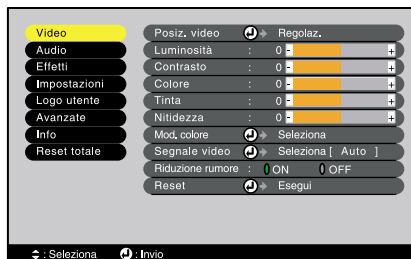 Video
Audio
Effetti
Impostazioni
Logo utente
Avanzate
Info
Reset totale
Posiz. video Regolaz.
Luminosità : 0 - +
Contrasto : 0 - +
Colore : 0 - +
Tinta : 0 - +
Nitidezza : 0 - +
Mod. colore Seleziona
Segnale video Seleziona [ Auto ]
Riduzione rumore : ON OFF
Reset Esegui
: Seleziona : Invio